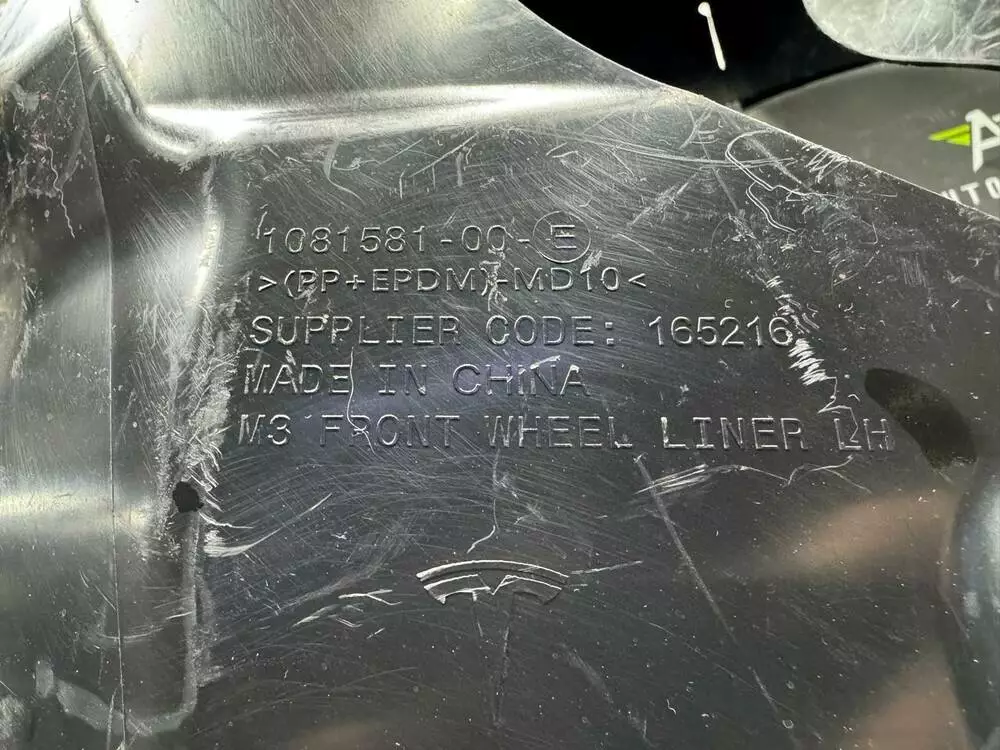 1081581-00-E
>(PP+EPDM)-MD10<
SUPPLIER CODE: 165216
MADE IN CHINA
M3 FRONT WHEEL LINER LH